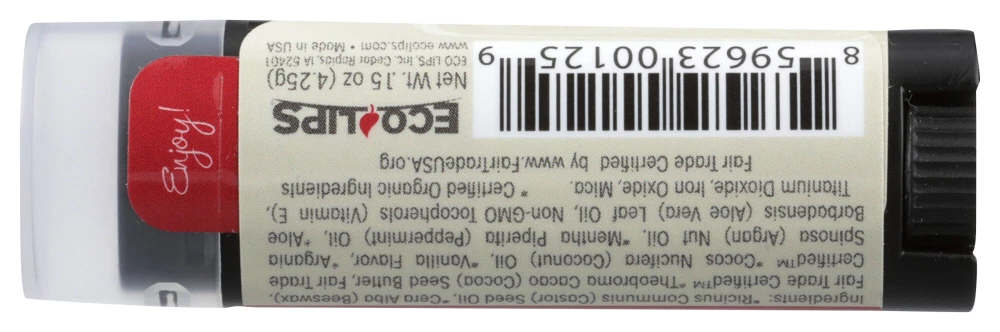 Ingredients: *Ricinus Communis (Castor) Seed Oil, *Cera Alba (Beeswax),
Fair Trade Certified™ *Theobroma Cacao (Cocoa) Seed Butter, Fair Trade
Certified™ *Cocos Nucifera (Coconut) Oil, *Vanilla Flavor, *Argania
Spinosa (Argan) Nut Oil, *Mentha Piperita (Peppermint) Oil, *Aloe
Barbadensis (Aloe Vera) Leaf Oil, Non-GMO Tocopherols (Vitamin E),
Titanium Dioxide, Iron Oxide, Mica. *Certified Organic Ingredients
Fair Trade Certified by www.FairTradeUSA.org
ECO LIPS
Net Wt. .15 oz (4.25g)
ECO LIPS, Inc. Cedar Rapids, IA 52401
www.ecolips.com • Made in USA
8 59623 00125 9
Enjoy!